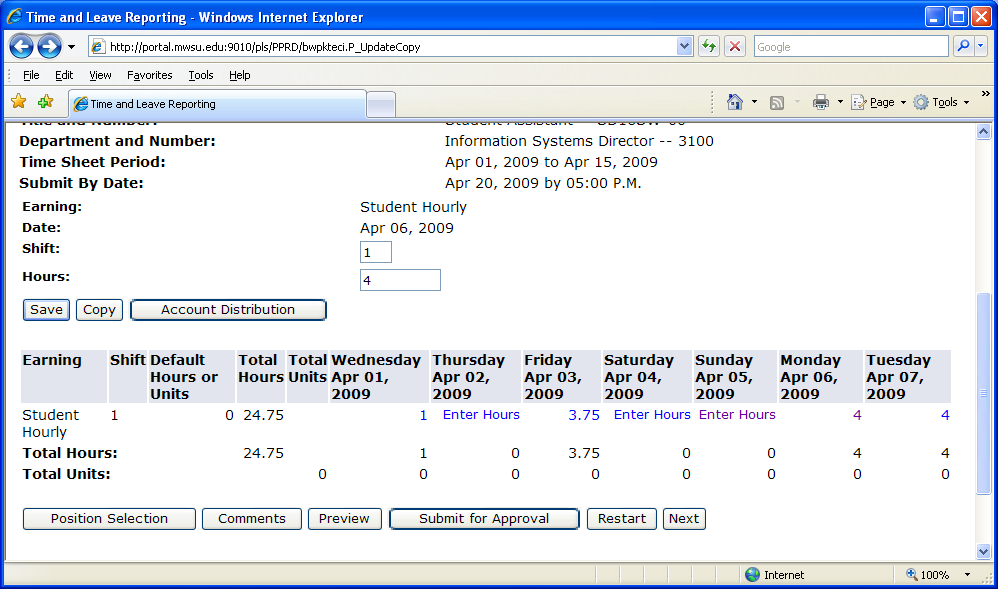 Time and Leave Reporting - Windows Internet Explorer
http://portal.mwsu.edu:9010/pls/PPRD/bwpkteci.P_UpdateCopy
Google
File Edit View Favorites Tools Help
Time and Leave Reporting
Page Tools »
Title and Number:
Department and Number: Information Systems Director -- 3100
Time Sheet Period: Apr 01, 2009 to Apr 15, 2009
Submit By Date: Apr 20, 2009 by 05:00 P.M.
Earning: Student Hourly
Date: Apr 06, 2009
Shift: 1
Hours: 4
Save Copy Account Distribution
Earning Shift Default Total Total Wednesday Thursday Friday Saturday Sunday Monday Tuesday
Hours or Hours Units Apr 01, Apr 02, Apr 03, Apr 04, Apr 05, Apr 06, Apr 07,
Units 2009 2009 2009 2009 2009 2009 2009
Student 1 0 24.75 1 Enter Hours 3.75 Enter Hours Enter Hours 4 4
Hourly
Total Hours: 24.75 1 0 3.75 0 0 4 4
Total Units: 0 0 0 0 0 0 0 0
Position Selection Comments Preview Submit for Approval Restart Next
Internet 100%